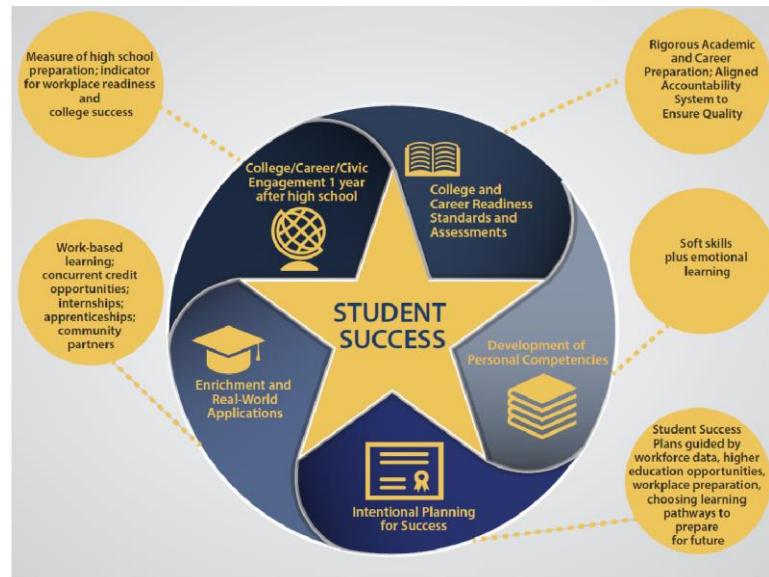 Measure of high school
preparation; indicator
for workplace readiness
and
college success
Rigorous Academic
and Career
Preparation; Aligned
Accountability
System to
Ensure Quality
College/Career/Civic
Engagement 1 year
after high school
College and
Career Readiness
Standards and
Assessments
Work-based
learning;
concurrent credit
opportunities;
internships;
apprenticeships;
community
partners
Soft skills
plus emotional
learning
STUDENT
SUCCESS
Development of
Personal Competencies
Enrichment and
Real-World
Applications
Intentional Planning
for Success
Student Success
Plans guided by
workforce data, higher
education opportunities,
workplace preparation,
choosing learning
pathways to
prepare
for future